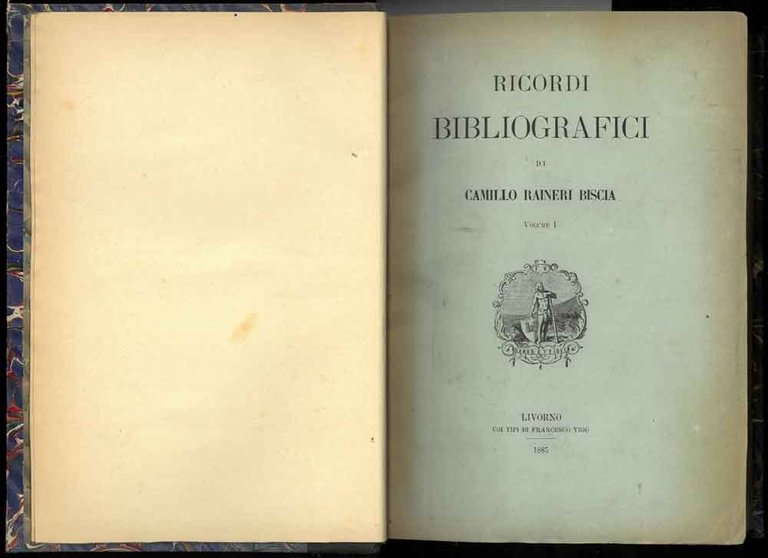 RICORDI
BIBLIOGRAFICI
DI
CAMILLO RAINERI BISCIA
VOLUME I
LIVORNO
COI TIPI DI FRANCESCO VIGO
1885